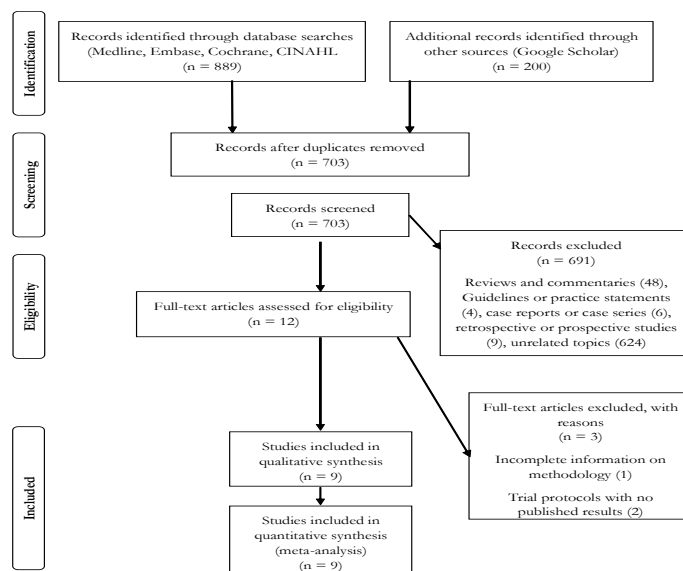 Identification
Records identified through database searches
(Medline, Embase, Cochrane, CINAHL
(n = 889)
Additional records identified through
other sources (Google Scholar)
(n = 200)
Screening
Records after duplicates removed
(n = 703)
Records screened
(n = 703)
Records excluded
(n = 691)
Reviews and commentaries (48),
Guidelines or practice statements
(4), case reports or case series (6),
retrospective or prospective studies
(9), unrelated topics (624)
Eligibility
Full-text articles assessed for eligibility
(n = 12)
Full-text articles excluded, with
reasons
(n = 3)
Incomplete information on
methodology (1)
Trial protocols with no
published results (2)
Included
Studies included in
qualitative synthesis
(n = 9)
Studies included in
quantitative synthesis
(meta-analysis)
(n = 9)